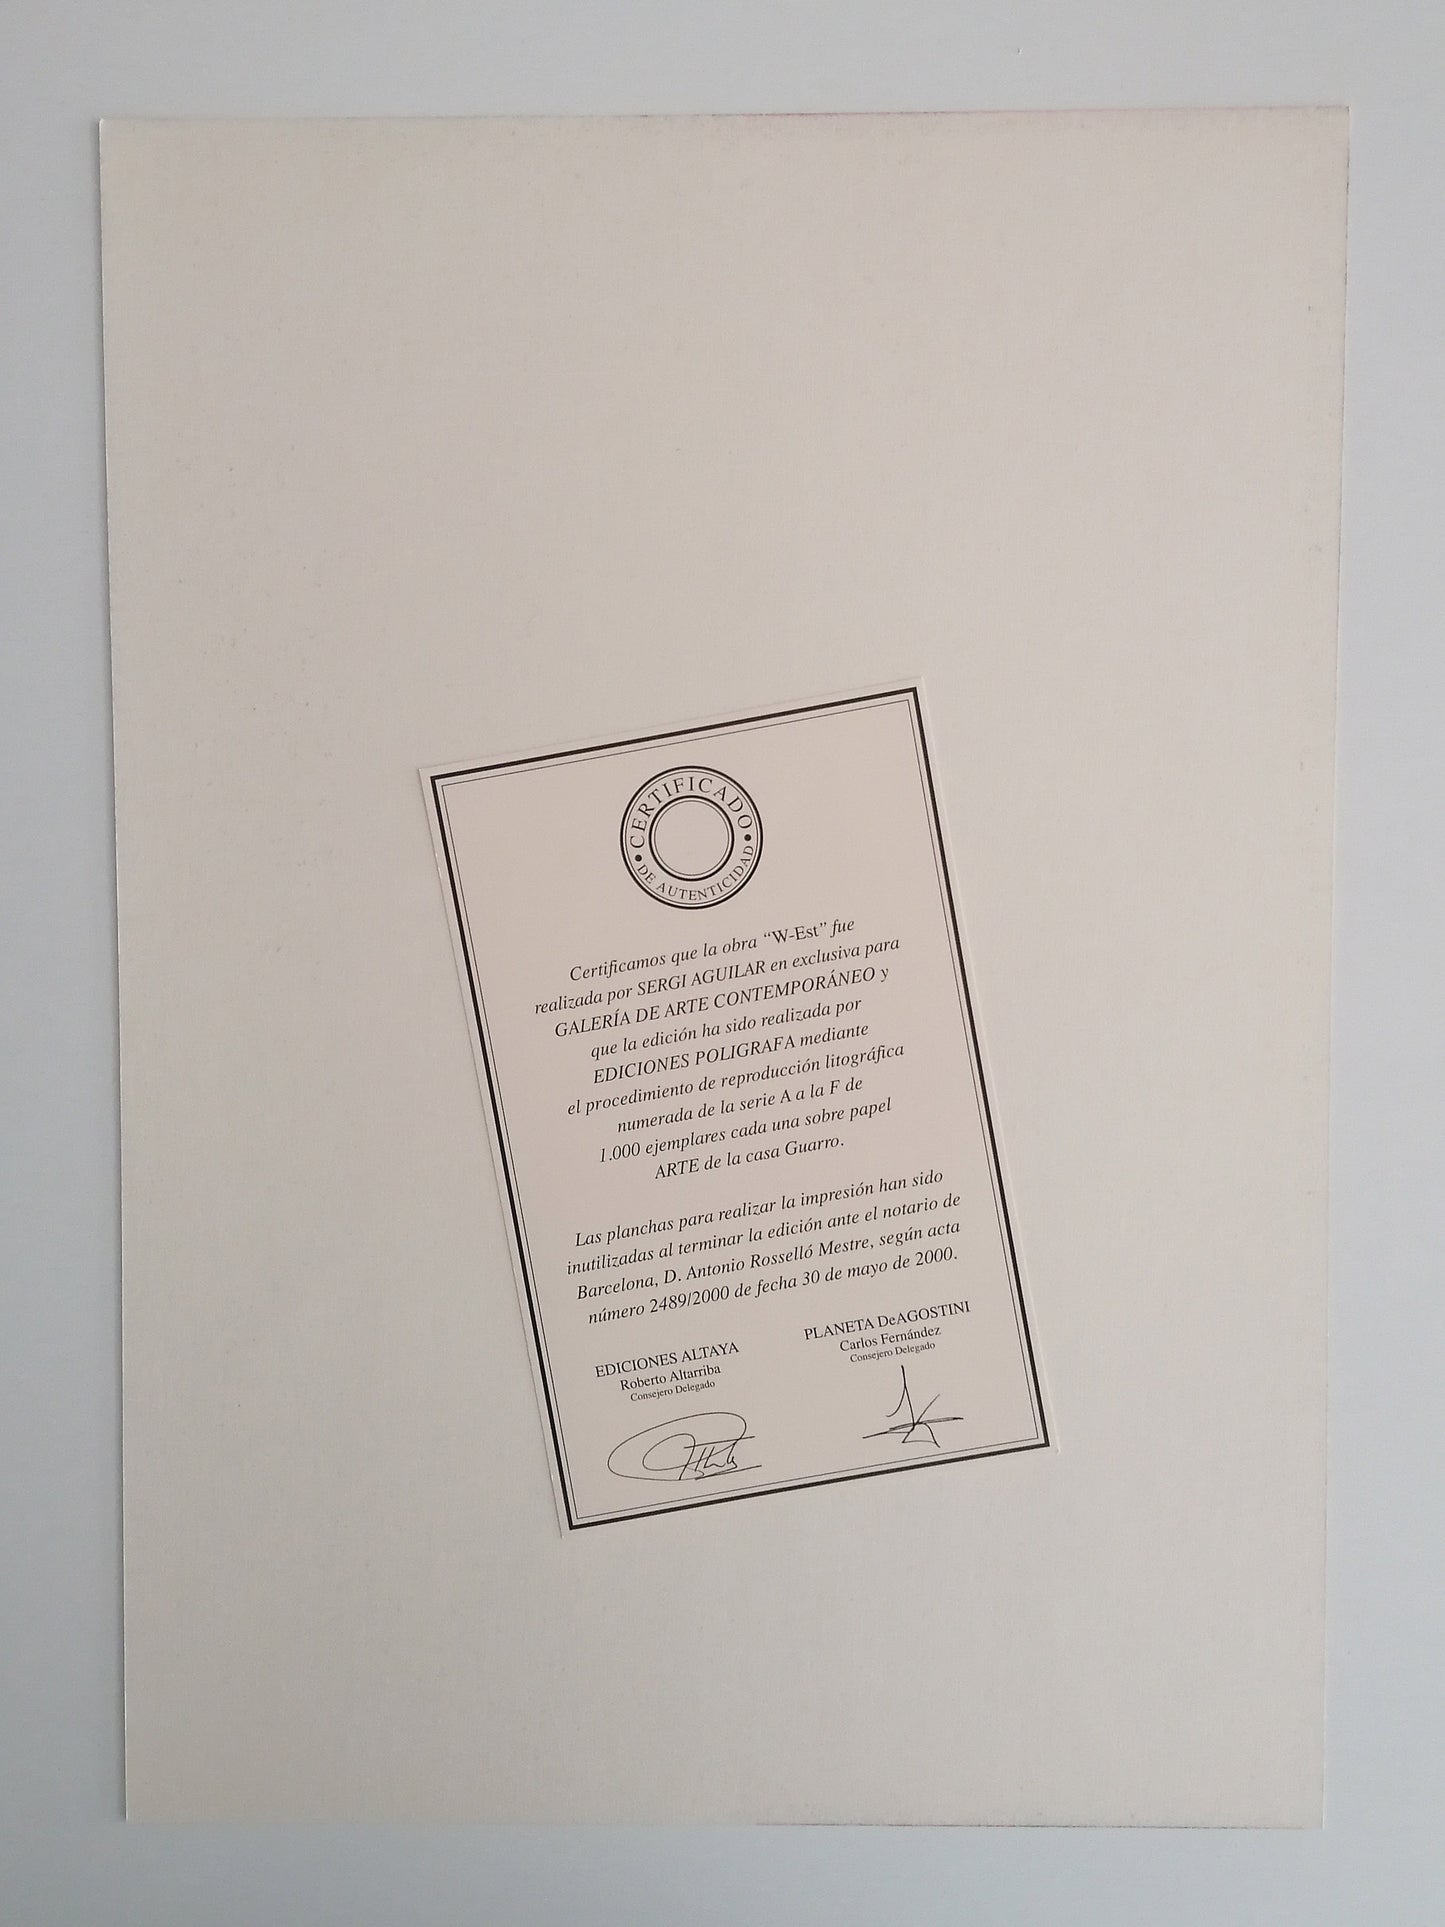 CERTIFICADO
DE AUTENTICIDAD
Certificamos que la obra “W-Est” fue
realizada por SERGI AGUILAR en exclusiva para
GALERÍA DE ARTE CONTEMPORÁNEO y
que la edición ha sido realizada por
EDICIONES POLIGRAFA mediante
el procedimiento de reproducción litográfica
numerada de la serie A a la F de
1.000 ejemplares cada una sobre papel
ARTE de la casa Guarro.
Las planchas para realizar la impresión han sido
inutilizadas al terminar la edición ante el notario de
Barcelona, D. Antonio Rosselló Mestre, según acta
número 2489/2000 de fecha 30 de mayo de 2000.
EDICIONES ALTAYA
Roberto Altarriba
Consejero Delegado
PLANETA DeAGOSTINI
Carlos Fernández
Consejero Delegado